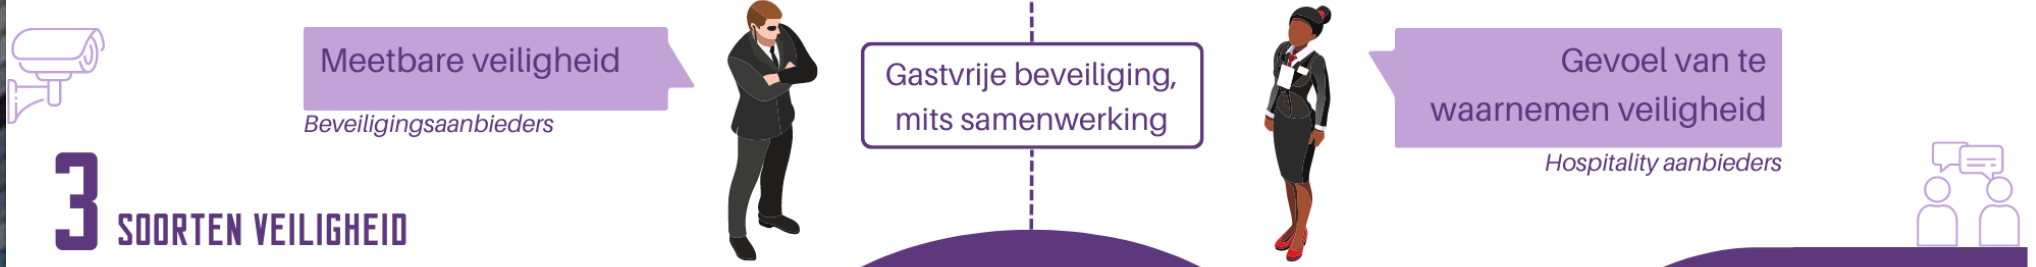 Meetbare veiligheid
Beveiligingsaanbieders
3 SOORTEN VEILIGHEID
Gastvrije beveiliging,
mits samenwerking
Gevoel van te
waarnemen veiligheid
Hospitality aanbieders